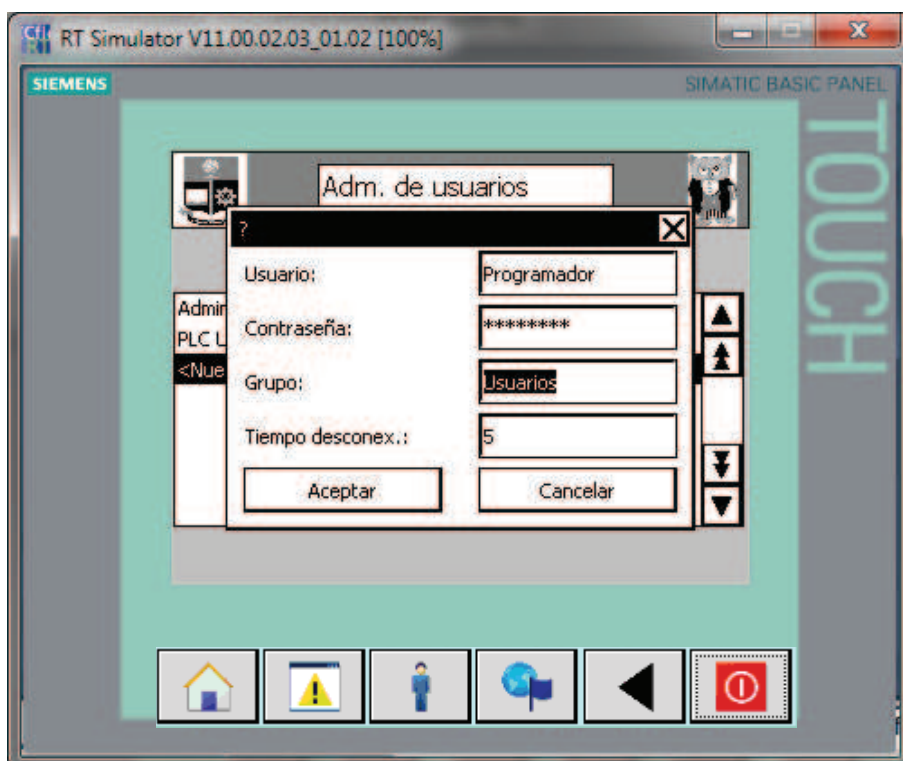 RT Simulator V11.00.02.03_01.02 [100%]
SIEMENS
SIMATIC BASIC PANEL
TOUCH
Adm. de usuarios
?
Usuario:
Programador
Admin
Contraseña:
********
PLC U
<Nue
Grupo:
Usuarios
Tiempo desconex.:
5
Aceptar
Cancelar